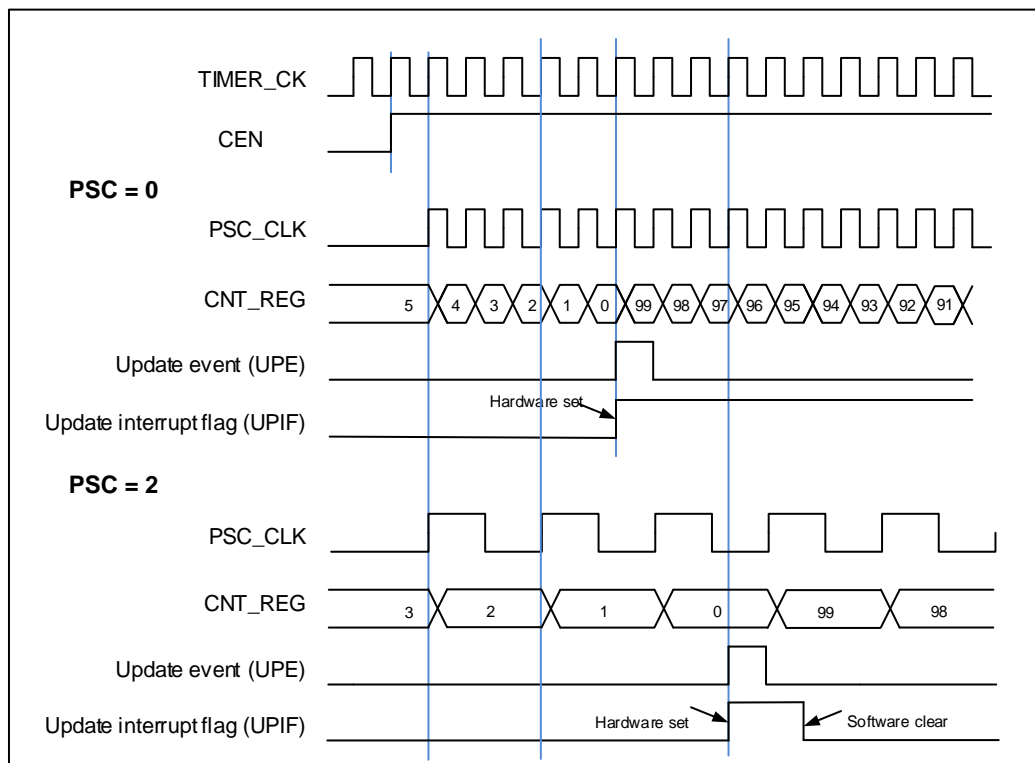 TIMER_CK
CEN
PSC = 0
PSC_CLK
CNT_REG 5 4 3 2 1 0 99 98 97 96 95 94 93 92 91
Update event (UPE)
Hardware set
Update interrupt flag (UPIF)
PSC = 2
PSC_CLK
CNT_REG 3 2 1 0 99 98
Update event (UPE)
Update interrupt flag (UPIF) Hardware set Software clear